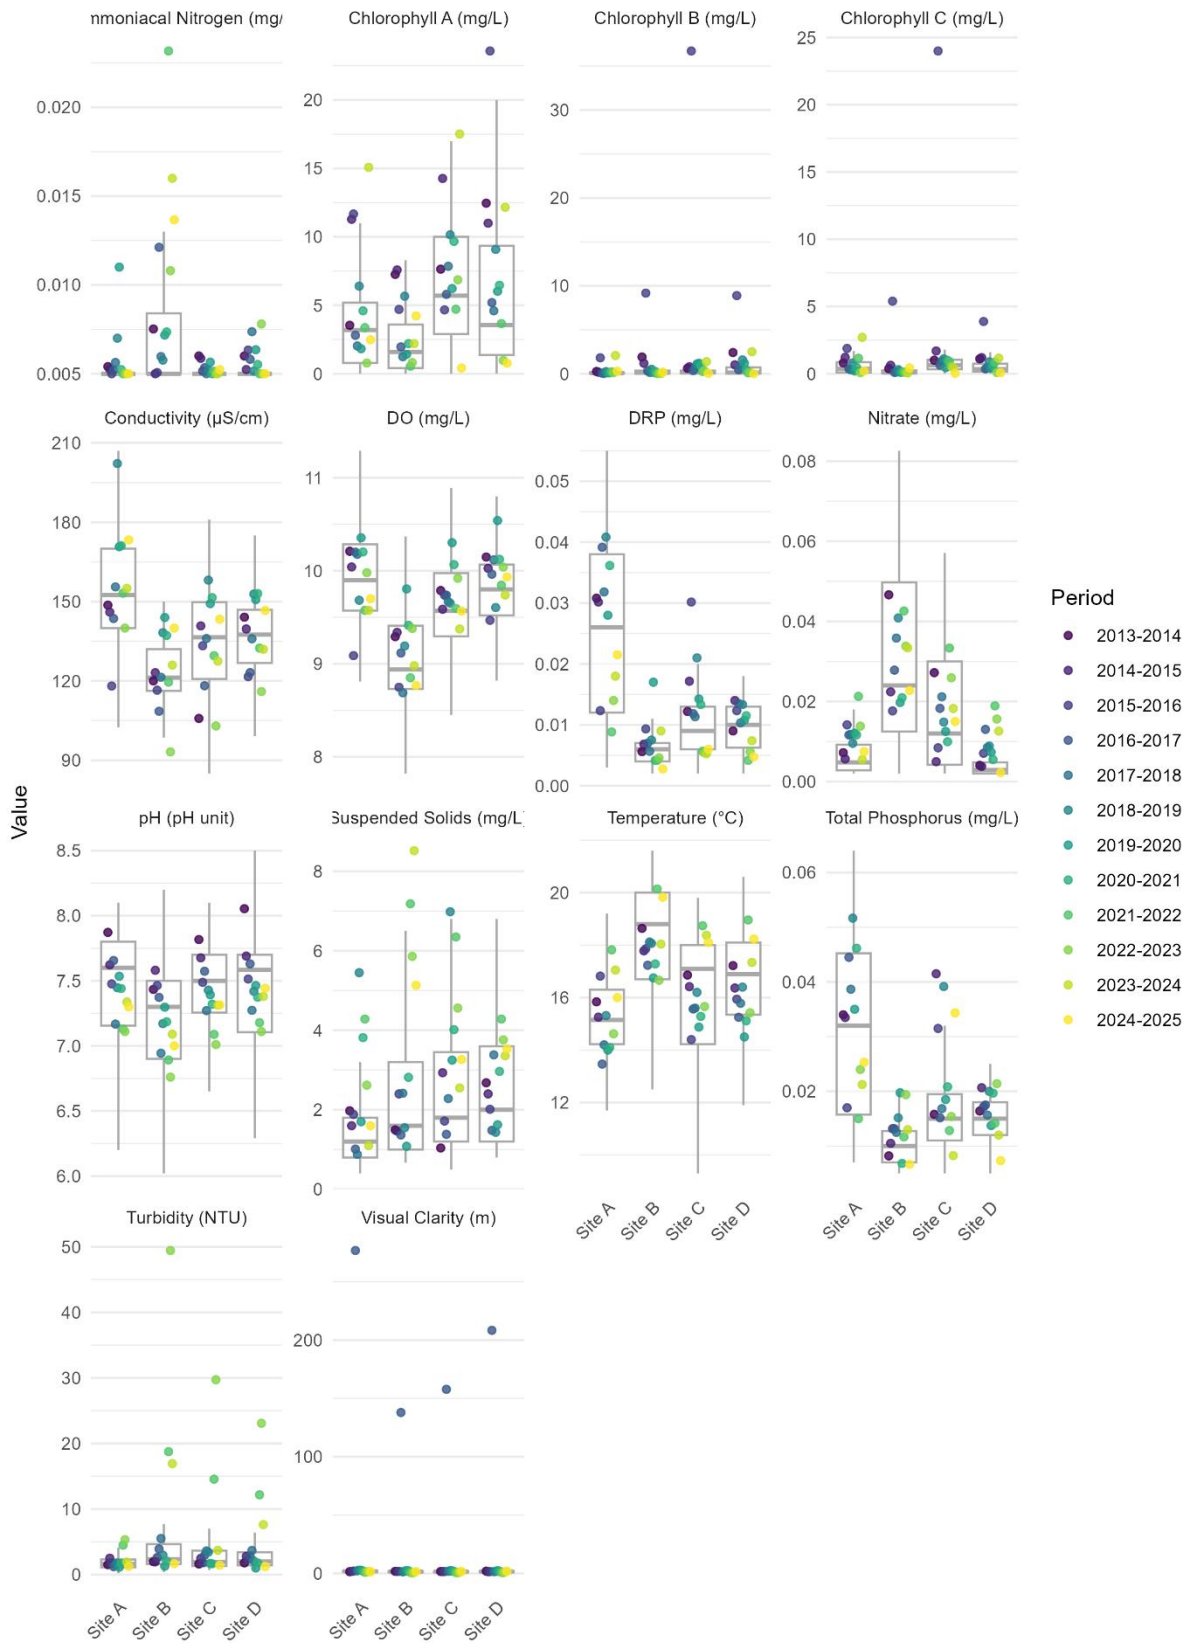 mmoniacal Nitrogen (mg/
Chlorophyll A (mg/L)
Chlorophyll B (mg/L)
Chlorophyll C (mg/L)
0.020
0.015
0.010
0.005
20
15
10
5
0
30
20
10
0
25
20
15
10
5
0
Conductivity (µS/cm)
DO (mg/L)
DRP (mg/L)
Nitrate (mg/L)
210
180
150
120
90
11
10
9
8
0.05
0.04
0.03
0.02
0.01
0.00
0.08
0.06
0.04
0.02
0.00
pH (pH unit)
Suspended Solids (mg/L)
Temperature (°C)
Total Phosphorus (mg/L)
8.5
8.0
7.5
7.0
6.5
6.0
8
6
4
2
0
20
16
12
0.06
0.04
0.02
Site A
Site B
Site C
Site D
Site A
Site B
Site C
Site D
Turbidity (NTU)
Visual Clarity (m)
50
40
30
20
10
0
200
100
0
Site A
Site B
Site C
Site D
Site A
Site B
Site C
Site D
Value
Period
2013-2014
2014-2015
2015-2016
2016-2017
2017-2018
2018-2019
2019-2020
2020-2021
2021-2022
2022-2023
2023-2024
2024-2025